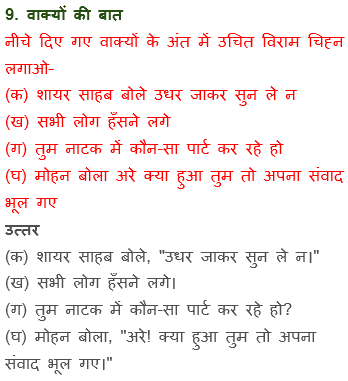 9. वाक्यों की बात
नीचे दिए गए वाक्यों के अंत में उचित विराम चिह्न
लगाओ-
(क) शायर साहब बोले उधर जाकर सुन ले न
(ख) सभी लोग हँसने लगे
(ग) तुम नाटक में कौन-सा पार्ट कर रहे हो
(घ) मोहन बोला अरे क्या हुआ तुम तो अपना संवाद
भूल गए
उत्तर
(क) शायर साहब बोले, "उधर जाकर सुन ले न।"
(ख) सभी लोग हँसने लगे।
(ग) तुम नाटक में कौन-सा पार्ट कर रहे हो?
(घ) मोहन बोला, "अरे! क्या हुआ तुम तो अपना
संवाद भूल गए।"